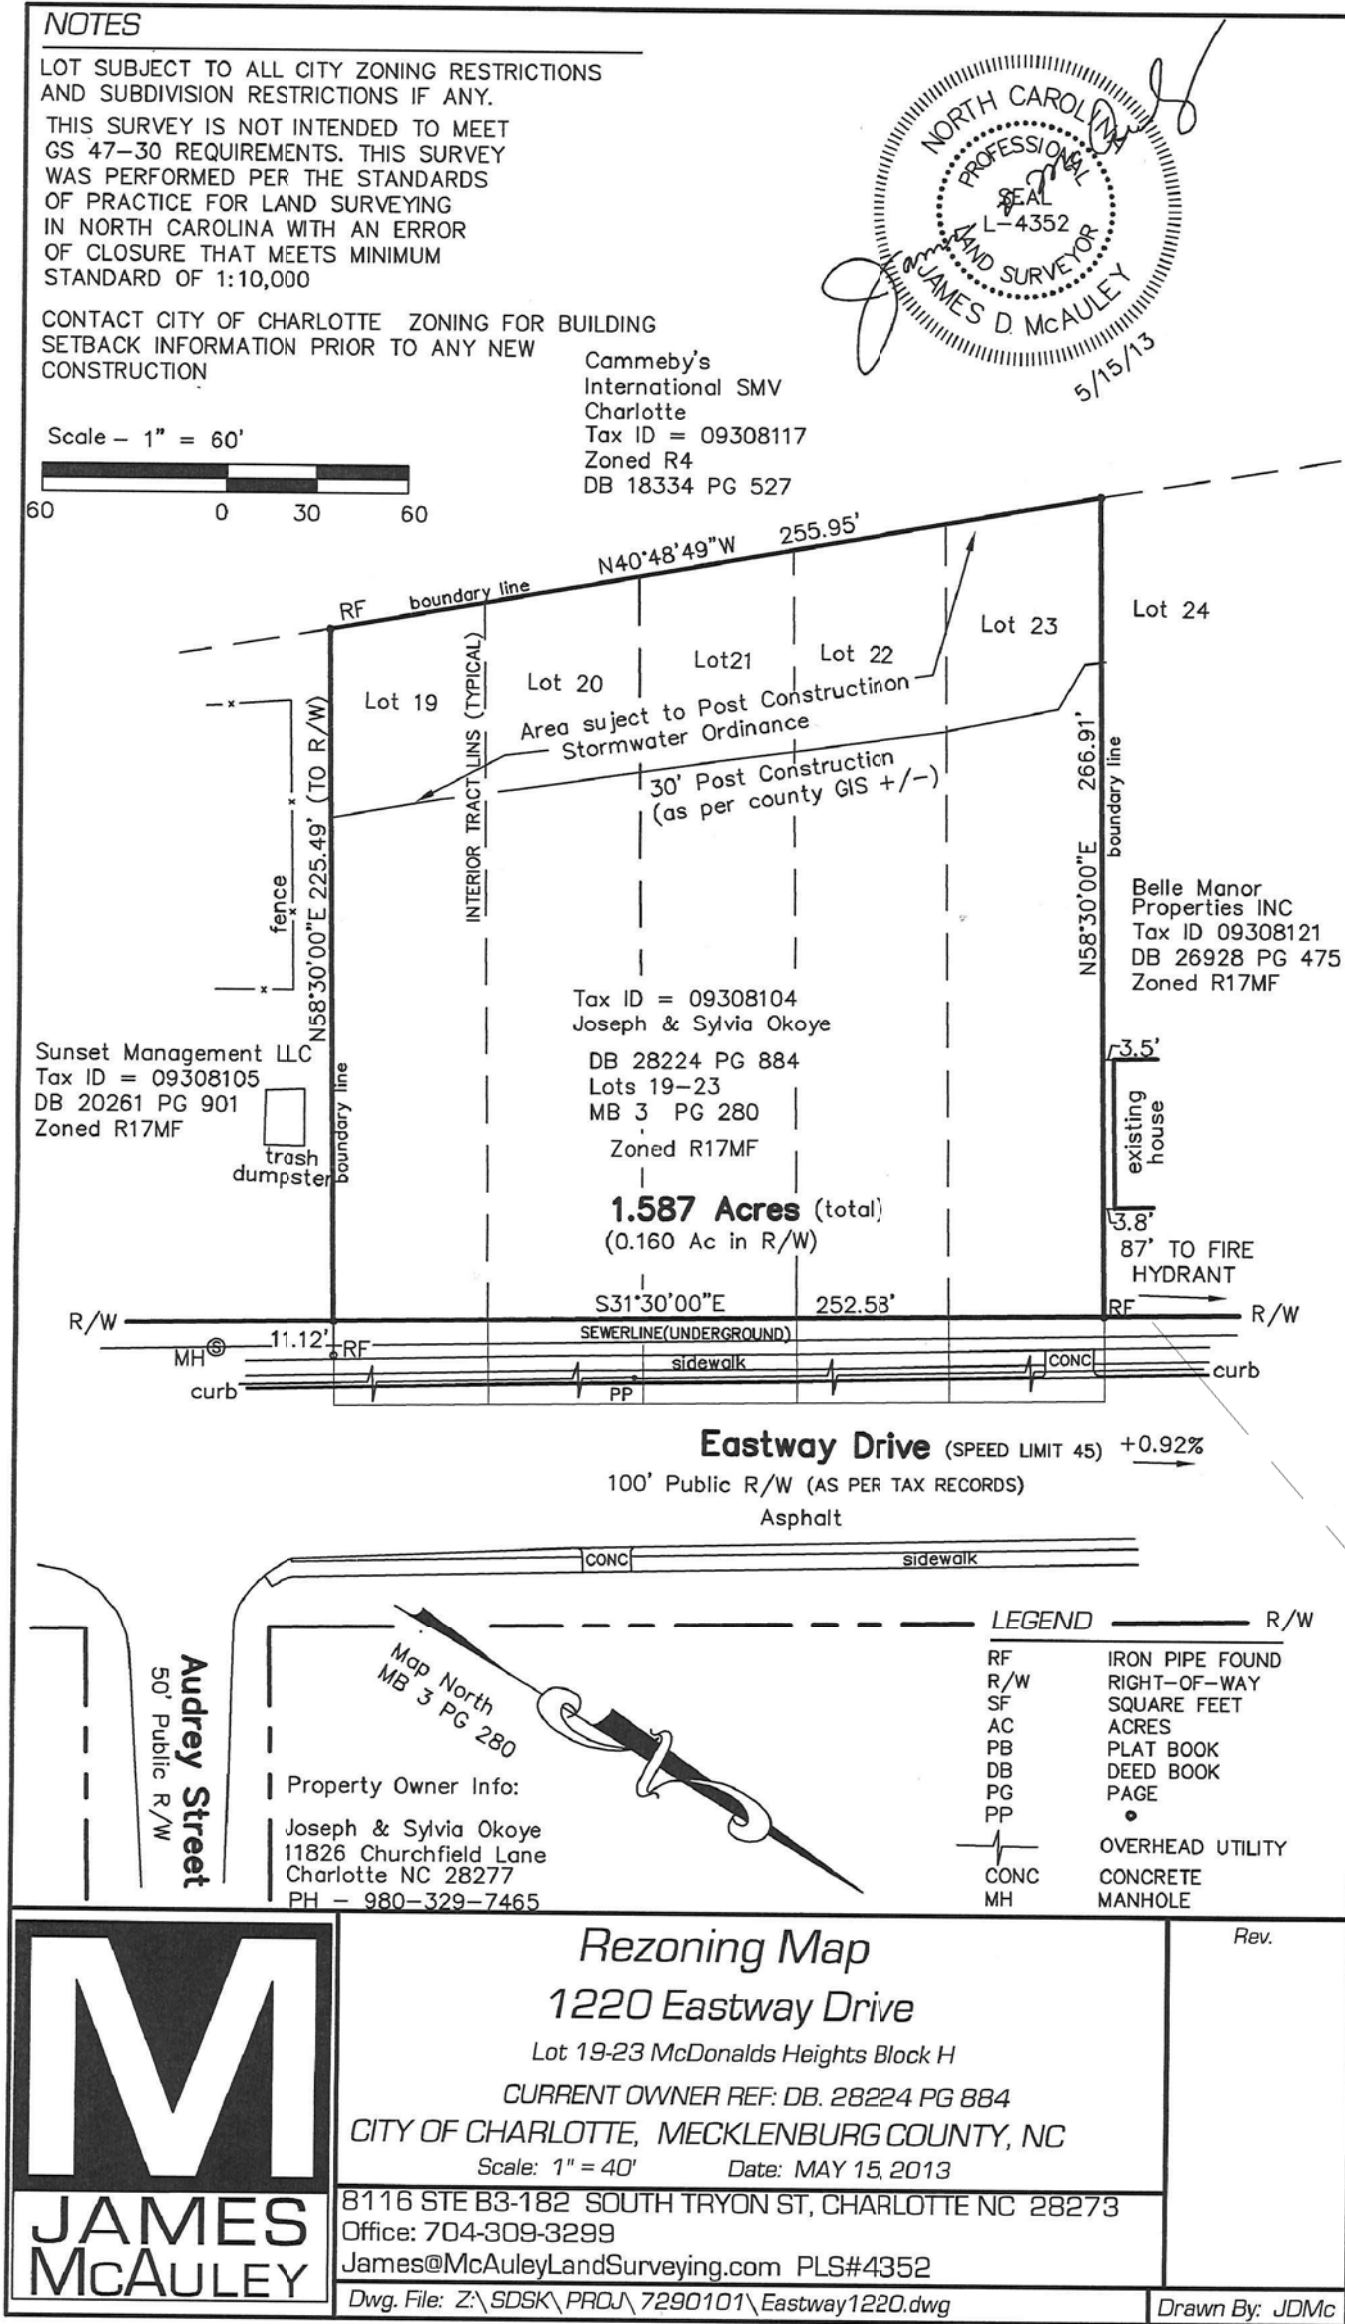 NOTES
LOT SUBJECT TO ALL CITY ZONING RESTRICTIONS
AND SUBDIVISION RESTRICTIONS IF ANY.
THIS SURVEY IS NOT INTENDED TO MEET
GS 47-30 REQUIREMENTS. THIS SURVEY
WAS PERFORMED PER THE STANDARDS
OF PRACTICE FOR LAND SURVEYING
IN NORTH CAROLINA WITH AN ERROR
OF CLOSURE THAT MEETS MINIMUM
STANDARD OF 1:10,000
CONTACT CITY OF CHARLOTTE ZONING FOR BUILDING
SETBACK INFORMATION PRIOR TO ANY NEW
CONSTRUCTION
NORTH CAROLINA
PROFESSIONAL
SEAL
L-4352
LAND SURVEYOR
JAMES D. McAULEY
5/15/13
Scale - 1" = 60'
60 0 30 60
Cammeby's
International SMV
Charlotte
Tax ID = 09308117
Zoned R4
DB 18334 PG 527
N40°48'49"W 255.95'
RF
boundary line
Lot 19
Lot 20
Lot21
Lot 22
Lot 23
Lot 24
INTERIOR TRACT LINS (TYPICAL)
Area suject to Post Constructinon
Stormwater Ordinance
30' Post Construction
(as per county GIS +/-)
fence
N58°30'00"E 225.49' (TO R/W)
boundary line
N58°30'00"E 266.91'
boundary line
Belle Manor
Properties INC
Tax ID 09308121
DB 26928 PG 475
Zoned R17MF
Tax ID = 09308104
Joseph & Sylvia Okoye
DB 28224 PG 884
Lots 19-23
MB 3 PG 280
Zoned R17MF
1.587 Acres (total)
(0.160 Ac in R/W)
Sunset Management LLC
Tax ID = 09308105
DB 20261 PG 901
Zoned R17MF
trash
dumpster
3.5'
existing
house
3.8'
87' TO FIRE
HYDRANT
RF
S31°30'00"E 252.58'
R/W
R/W
SEWERLINE(UNDERGROUND)
MH S 11.12' RF
sidewalk
CONC
curb
curb
PP
Eastway Drive (SPEED LIMIT 45) +0.92%
100' Public R/W (AS PER TAX RECORDS)
Asphalt
CONC
sidewalk
Audrey Street
50' Public R/W
Map North
MB 3 PG 280
Property Owner Info:
Joseph & Sylvia Okoye
11826 Churchfield Lane
Charlotte NC 28277
PH - 980-329-7465
LEGEND
R/W
RF IRON PIPE FOUND
R/W RIGHT-OF-WAY
SF SQUARE FEET
AC ACRES
PB PLAT BOOK
DB DEED BOOK
PG PAGE
PP
OVERHEAD UTILITY
CONC CONCRETE
MH MANHOLE
M
JAMES
MCAULEY
Rezoning Map
1220 Eastway Drive
Lot 19-23 McDonalds Heights Block H
CURRENT OWNER REF: DB. 28224 PG 884
CITY OF CHARLOTTE, MECKLENBURG COUNTY, NC
Scale: 1" = 40' Date: MAY 15, 2013
8116 STE B3-182 SOUTH TRYON ST, CHARLOTTE NC 28273
Office: 704-309-3299
James@McAuleyLandSurveying.com PLS#4352
Dwg. File: Z:\SDSK\PROJ\7290101\Eastway1220.dwg
Rev.
Drawn By: JDMc